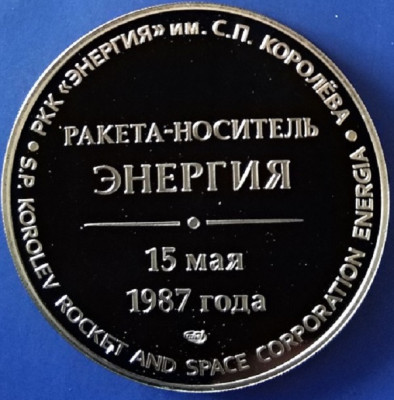 РКК «ЭНЕРГИЯ» им. С.П. КОРОЛЁВА
РАКЕТА-НОСИТЕЛЬ
ЭНЕРГИЯ
15 мая
1987 года
S.P. KOROLEV ROCKET AND SPACE CORPORATION ENERGIA